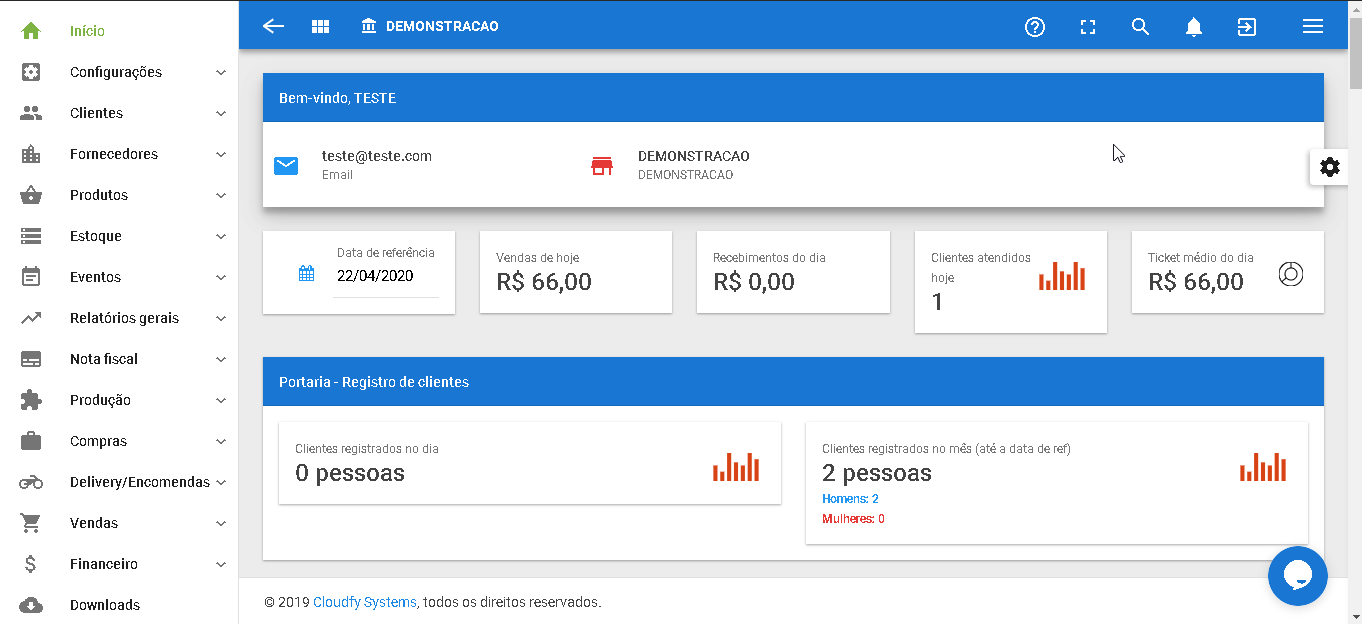 Início
Configurações
Clientes
Fornecedores
Produtos
Estoque
Eventos
Relatórios gerais
Nota fiscal
Produção
Compras
Delivery/Encomendas
Vendas
Financeiro
Downloads
DEMONSTRACAO
Bem-vindo, TESTE
teste@teste.com
Email
DEMONSTRACAO
DEMONSTRACAO
Data de referência
22/04/2020
Vendas de hoje
R$ 66,00
Recebimentos do dia
R$ 0,00
Clientes atendidos
hoje
1
Ticket médio do dia
R$ 66,00
Portaria - Registro de clientes
Clientes registrados no dia
0 pessoas
Clientes registrados no mês (até a data de ref)
2 pessoas
Homens: 2
Mulheres: 0
© 2019 Cloudfy Systems, todos os direitos reservados.